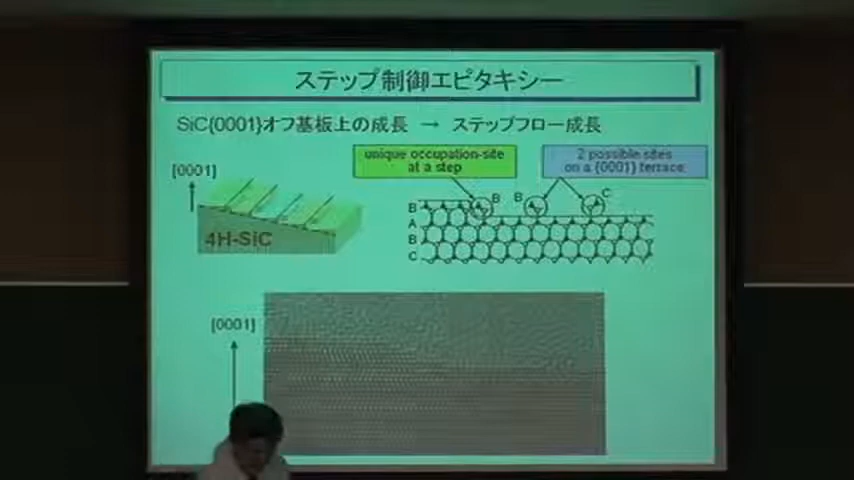 ステップ制御エピタキシー
SiC{0001}オフ基板上の成長 → ステップフロー成長
unique occupation-site
at a step
2 possible sites
on a {0001} terrace
[0001]
4H-SiC
B
B
C
B
A
B
C
[0001]